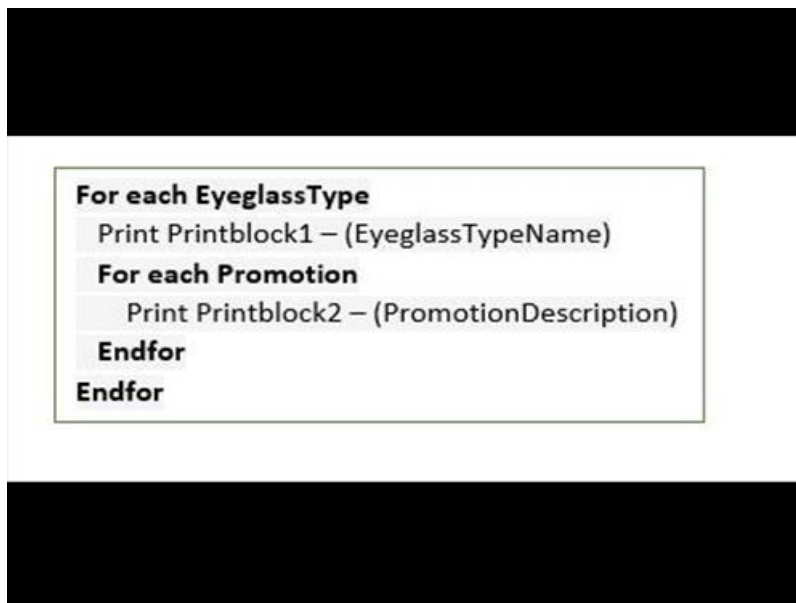 For each EyeglassType
Print Printblock1 – (EyeglassTypeName)
For each Promotion
Print Printblock2 – (PromotionDescription)
Endfor
Endfor